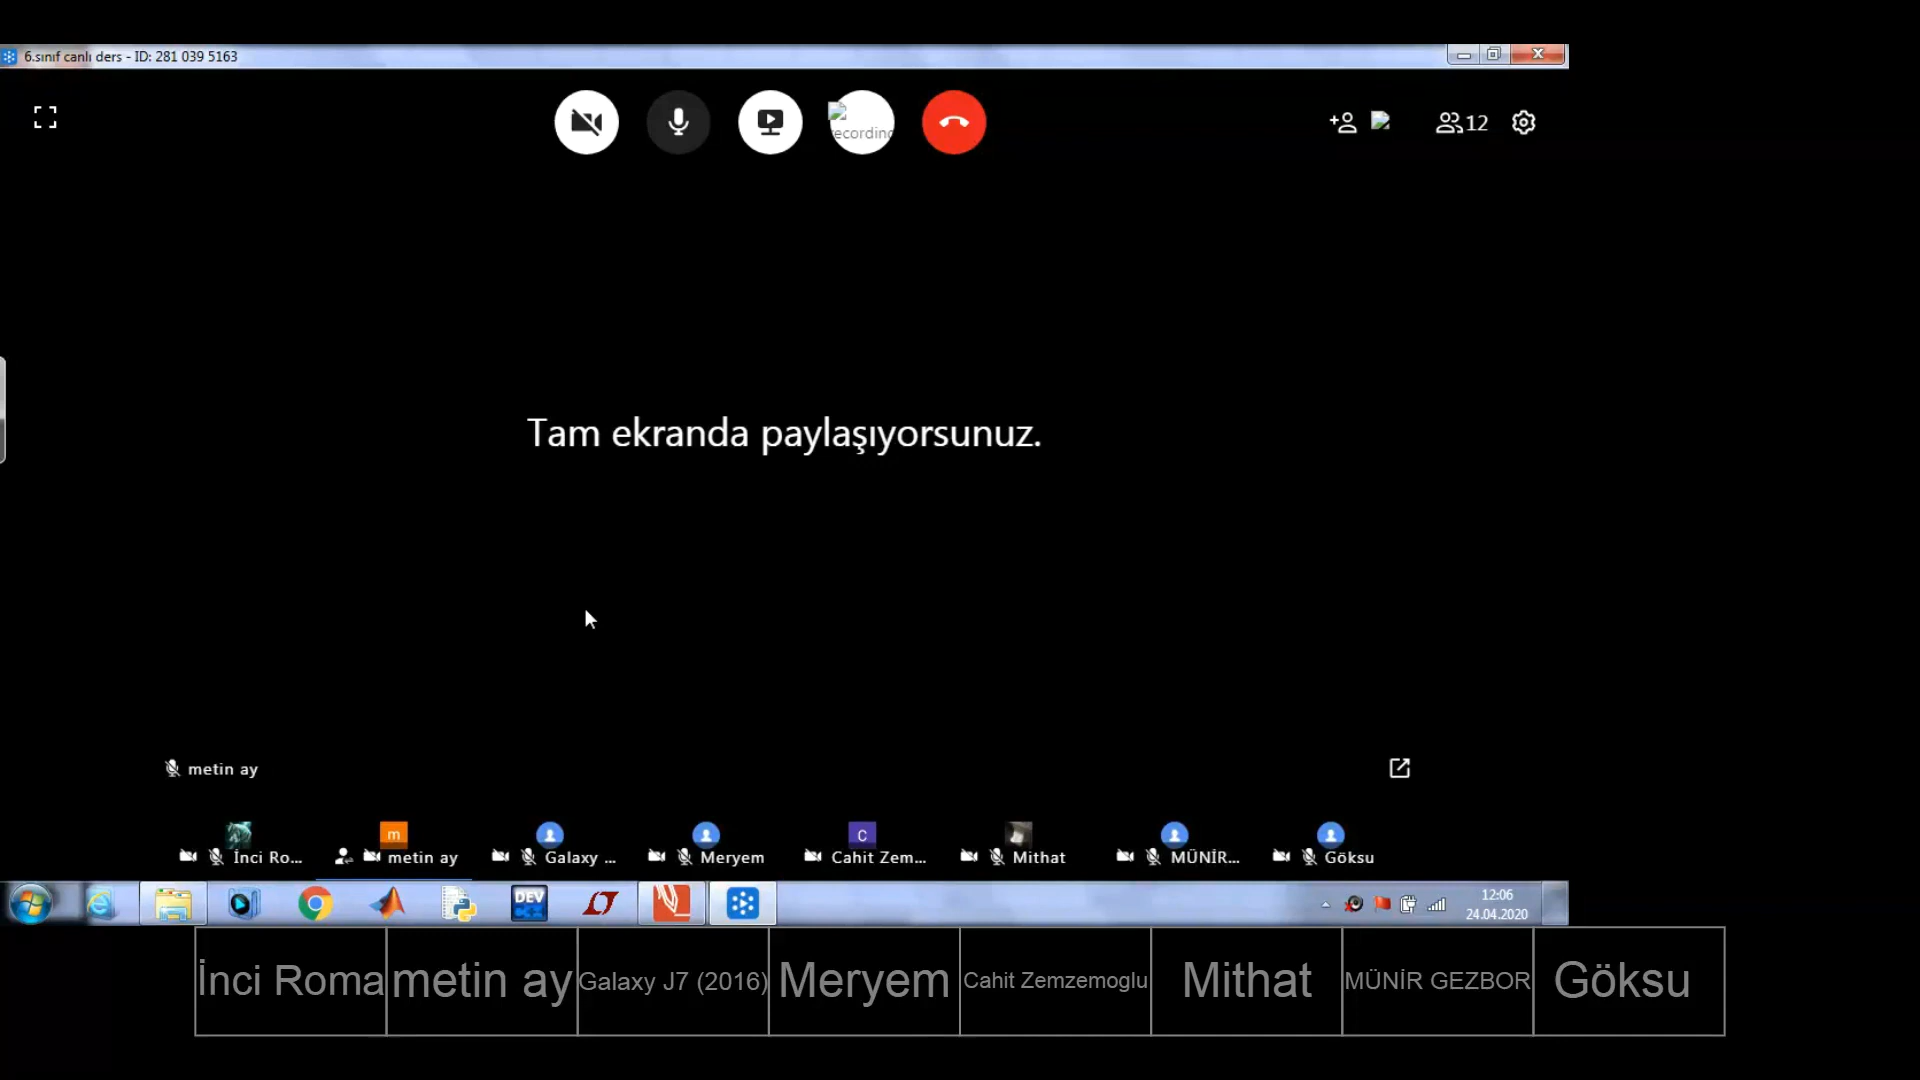 6.sınıf canlı ders - ID: 281 039 5163
recording
12
Tam ekranda paylaşıyorsunuz.
metin ay
m
C
İnci Ro...
metin ay
Galaxy ...
Meryem
Cahit Zem...
Mithat
MÜNİR...
Göksu
DEV
12:06
24.04.2020
İnci Roma
metin ay
Galaxy J7 (2016)
Meryem
Cahit Zemzemoglu
Mithat
MÜNİR GEZBOR
Göksu